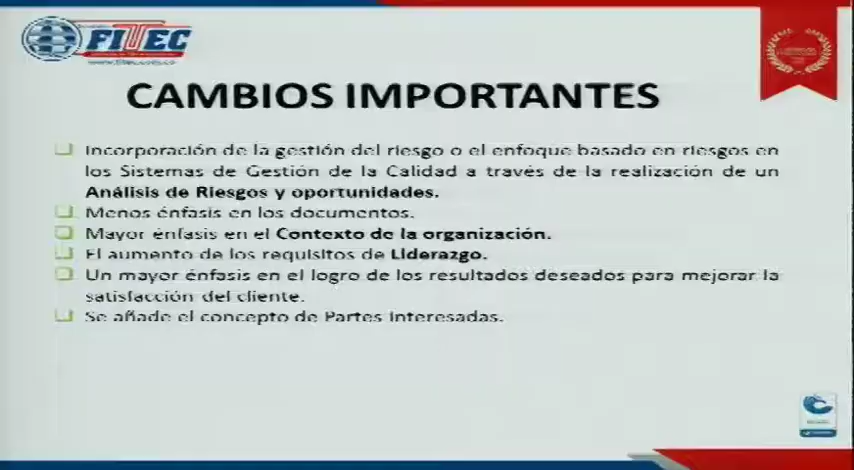 FITEC
CAMBIOS IMPORTANTES
Incorporación de la gestión del riesgo o el enfoque basado en riesgos en
los Sistemas de Gestión de la Calidad a través de la realización de un
Análisis de Riesgos y oportunidades.
Menos énfasis en los documentos.
Mayor énfasis en el Contexto de la organización.
El aumento de los requisitos de Liderazgo.
Un mayor énfasis en el logro de los resultados deseados para mejorar la
satisfacción del cliente.
Se añade el concepto de Partes Interesadas.